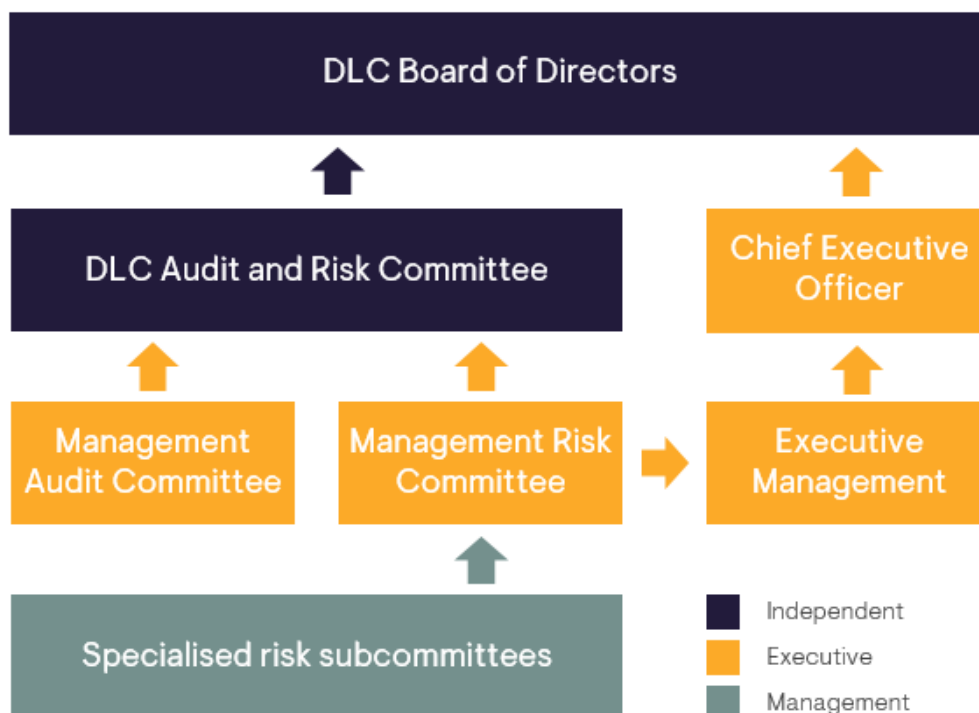 DLC Board of Directors
DLC Audit and Risk Committee
Chief Executive
Officer
Management
Audit Committee
Management Risk
Committee
Executive
Management
Specialised risk subcommittees
Independent
Executive
Management